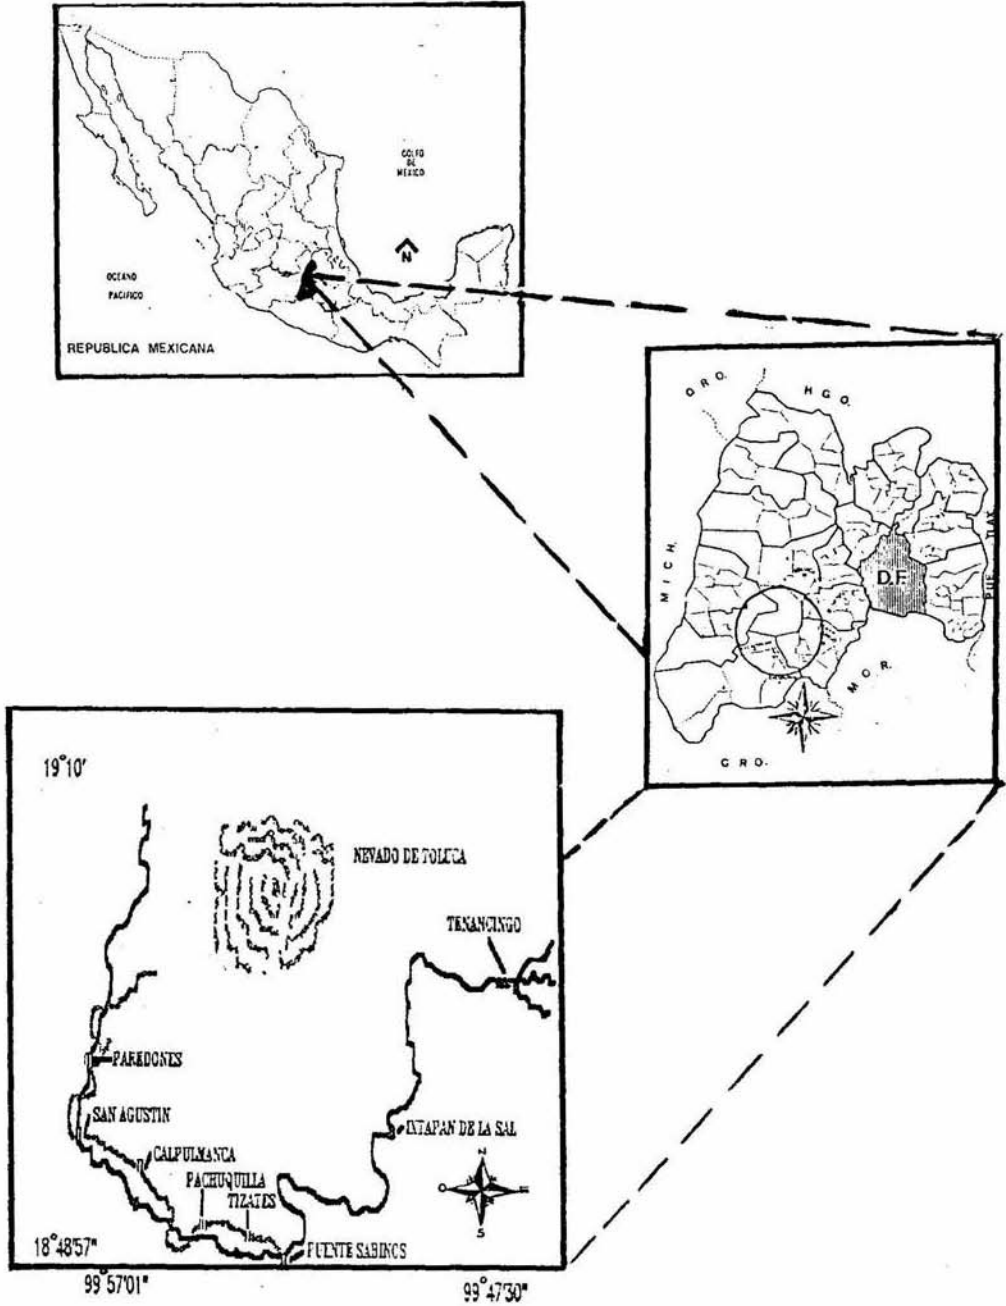 GOLFO
DE
MEXICO
N
OCEANO
PACIFICO
REPUBLICA MEXICANA
QRO.
HGO.
MICH.
TLAX
PUE
D.F.
MOR.
GRO.
19°10'
NEVADO DE TOLUCA
TENANCINGO
PAREDONES
SAN AGUSTIN
IXTAPAN DE LA SAL
CALPULMANCA
PACHUQUILLA
TIZATES
N
O
E
S
18°48'57"
PUENTE SABINOS
99°57'01"
99°47'30"